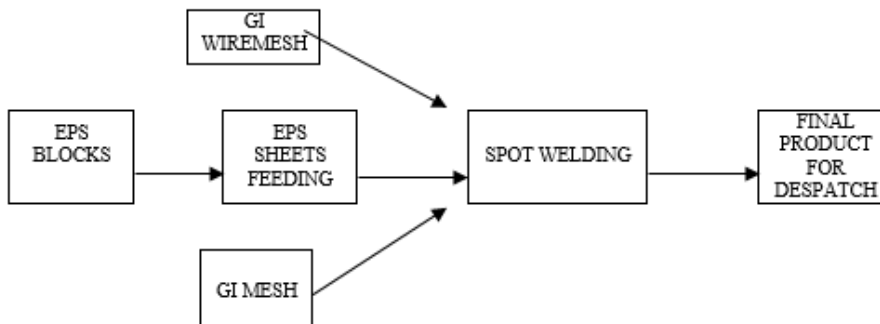 GI
WIREMESH
EPS
BLOCKS
EPS
SHEETS
FEEDING
SPOT WELDING
FINAL
PRODUCT
FOR
DESPATCH
GI MESH